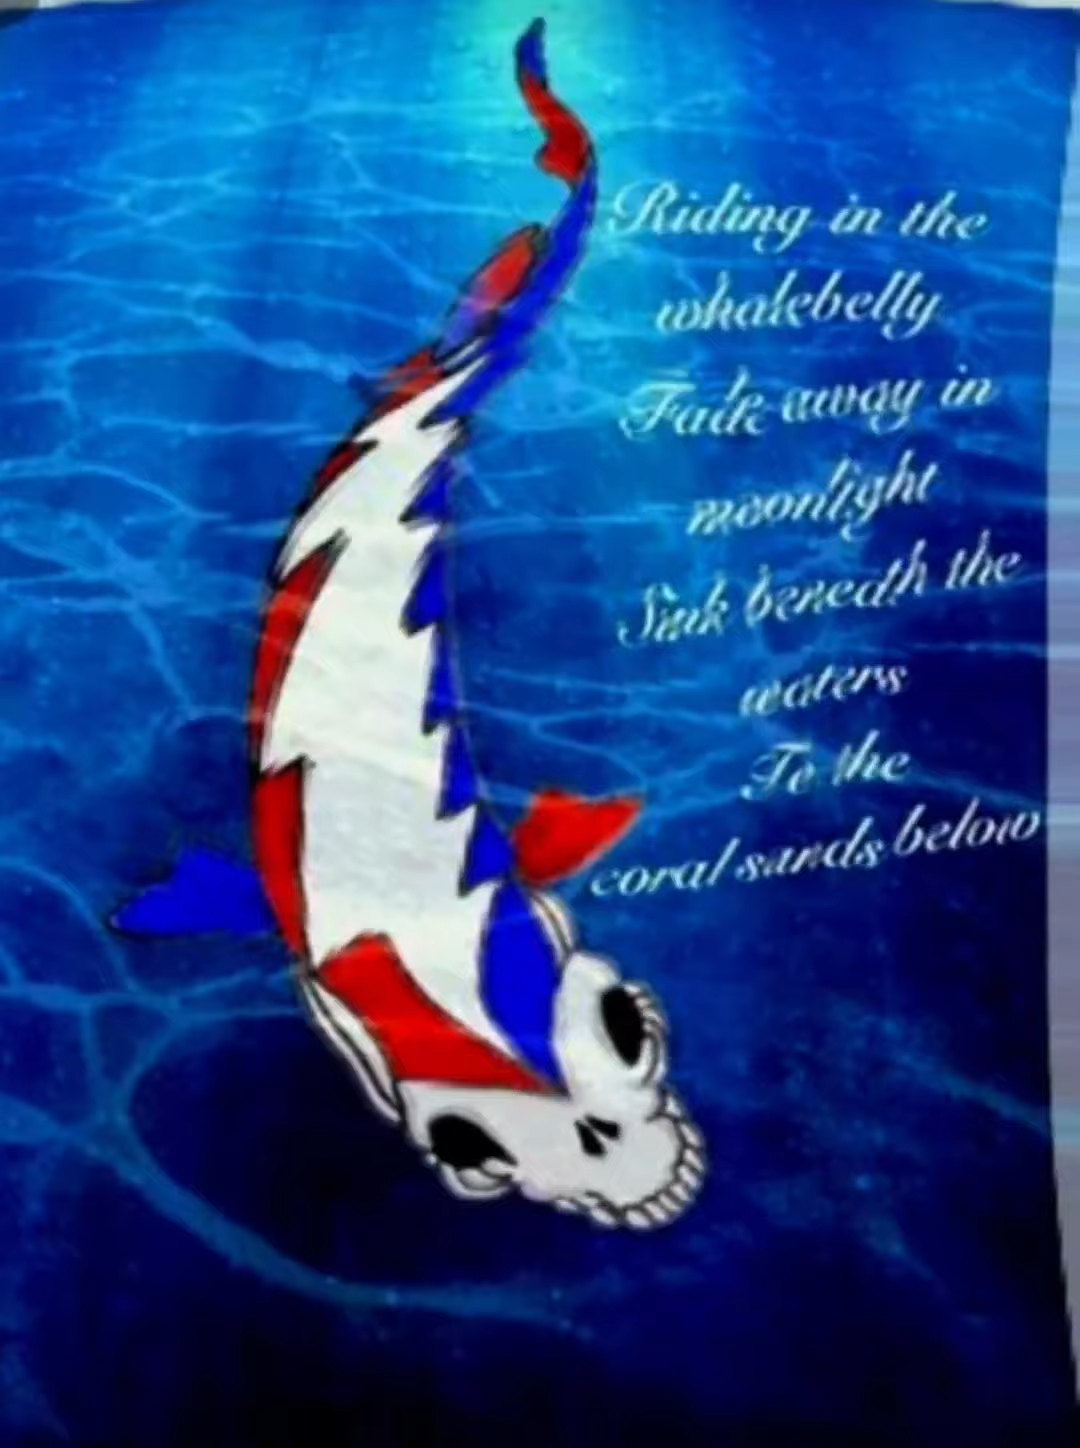 Riding in the
whalebelly
Fade away in
moonlight
Sink beneath the
waters
To the
coral sands below